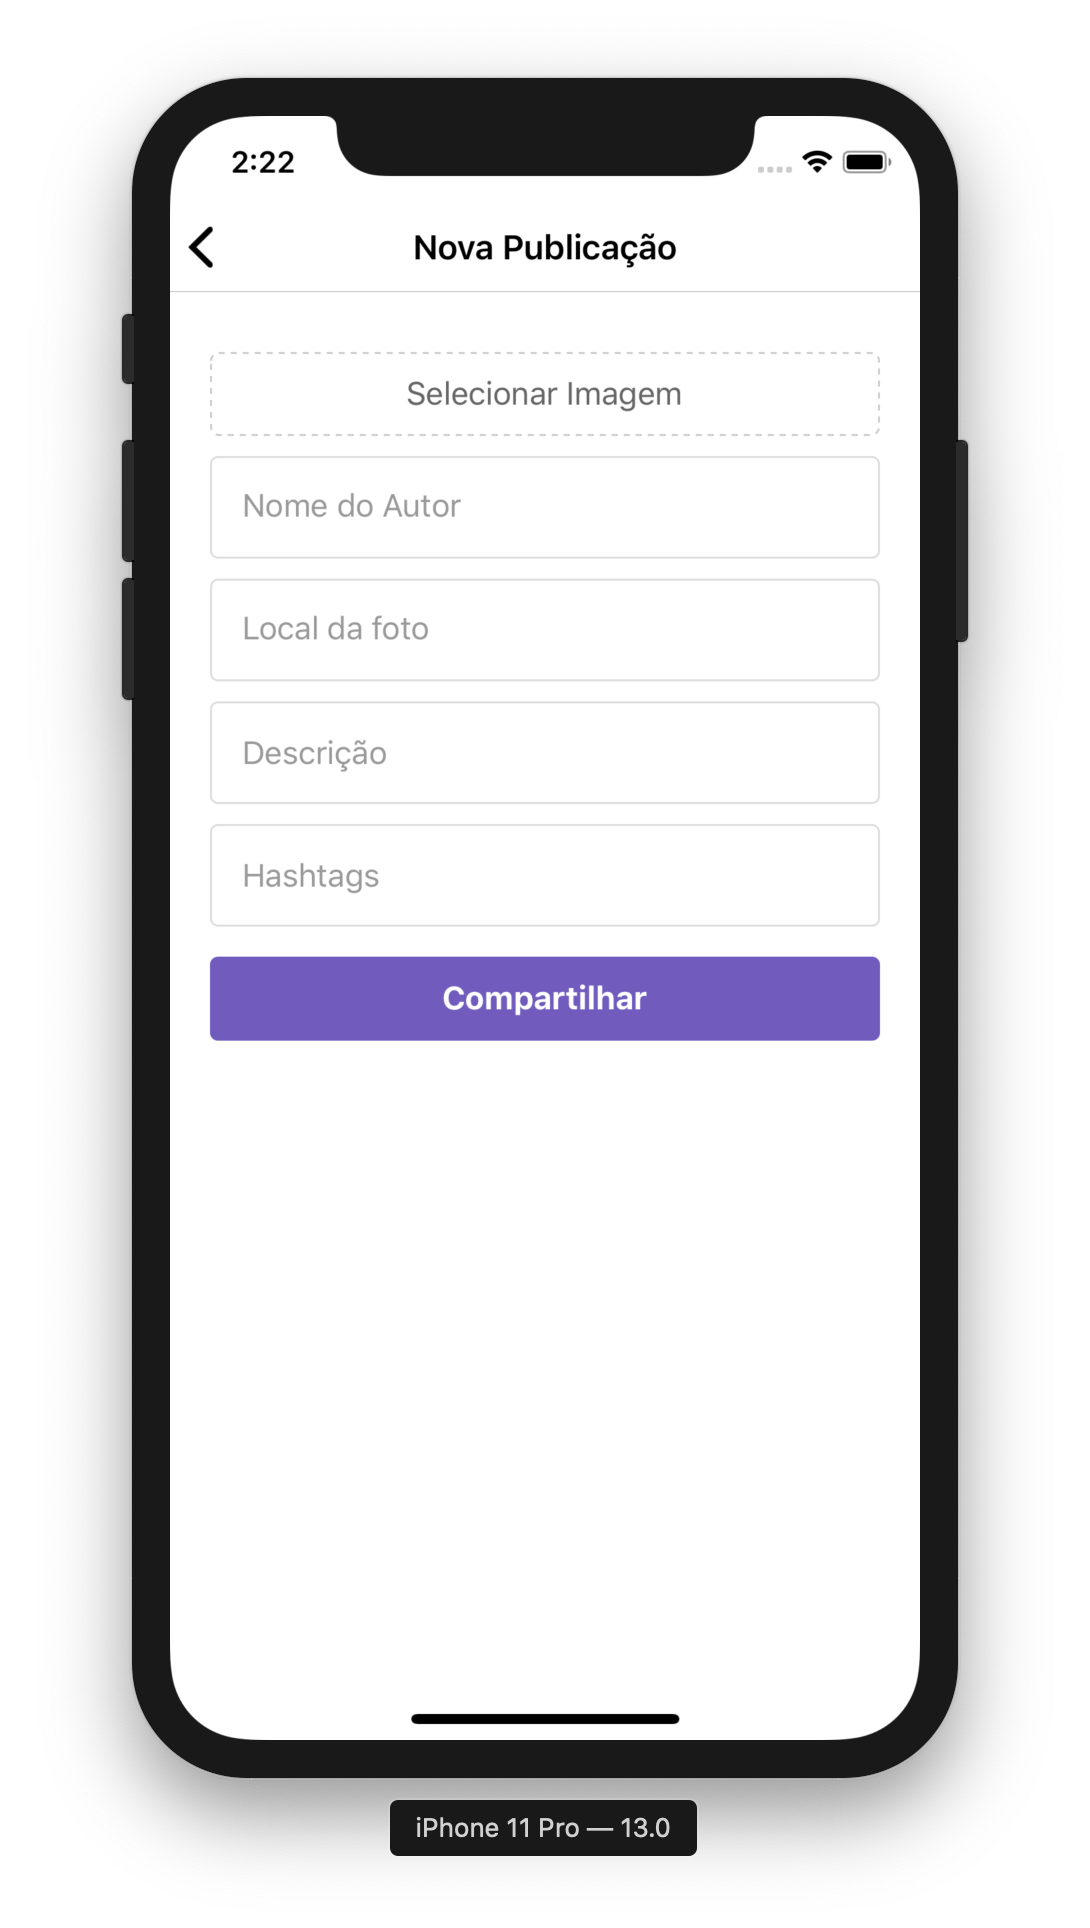 2:22
Nova Publicação
Selecionar Imagem
Nome do Autor
Local da foto
Descrição
Hashtags
Compartilhar
iPhone 11 Pro — 13.0